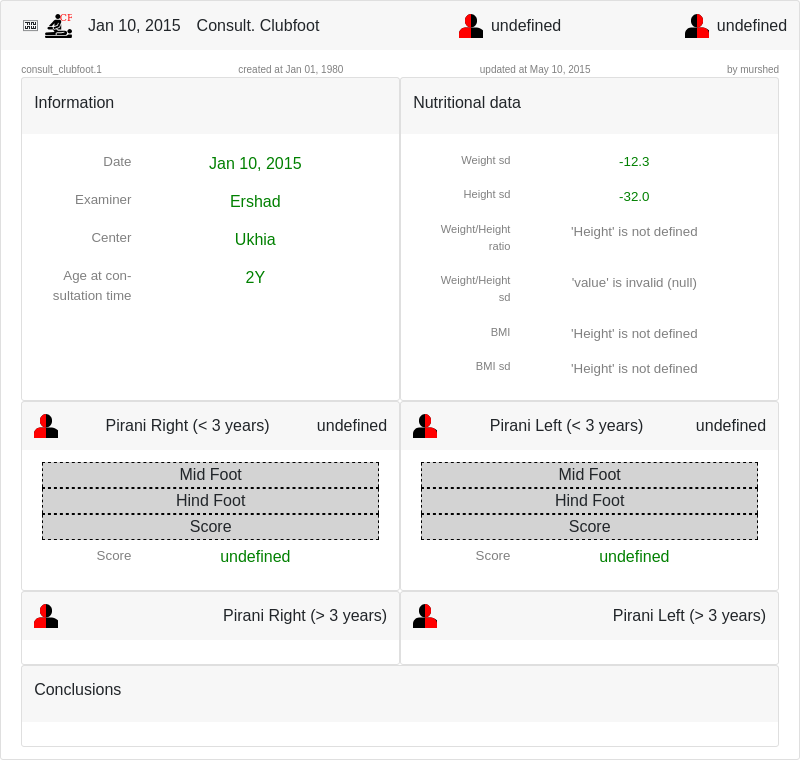 CF Jan 10, 2015 Consult. Clubfoot undefined undefined
consult_clubfoot.1 created at Jan 01, 1980 updated at May 10, 2015 by murshed
Information
Date Jan 10, 2015
Examiner Ershad
Center Ukhia
Age at con-
sultation time 2Y
Nutritional data
Weight sd -12.3
Height sd -32.0
Weight/Height
ratio 'Height' is not defined
Weight/Height
sd 'value' is invalid (null)
BMI 'Height' is not defined
BMI sd 'Height' is not defined
Pirani Right (< 3 years) undefined
Mid Foot
Hind Foot
Score
Score undefined
Pirani Left (< 3 years) undefined
Mid Foot
Hind Foot
Score
Score undefined
Pirani Right (> 3 years)
Pirani Left (> 3 years)
Conclusions